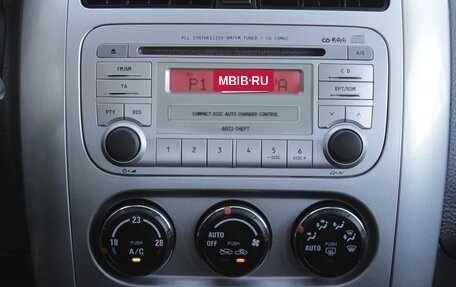 PLL SYNTHESIZED AM/FM TUNER / CD COMBI
A/S
FM/AM
TA
PTY
RDS
P1
MBIB·RU
CD
RPT/RDM
COMPACT DISC AUTO CHANGER CONTROL
ANTI-THEFT
1 2 3 4 5 6
-DISC DISC+
23
18 28
PUSH
A/C
AUTO
OFF
PUSH
AUTO
PUSH